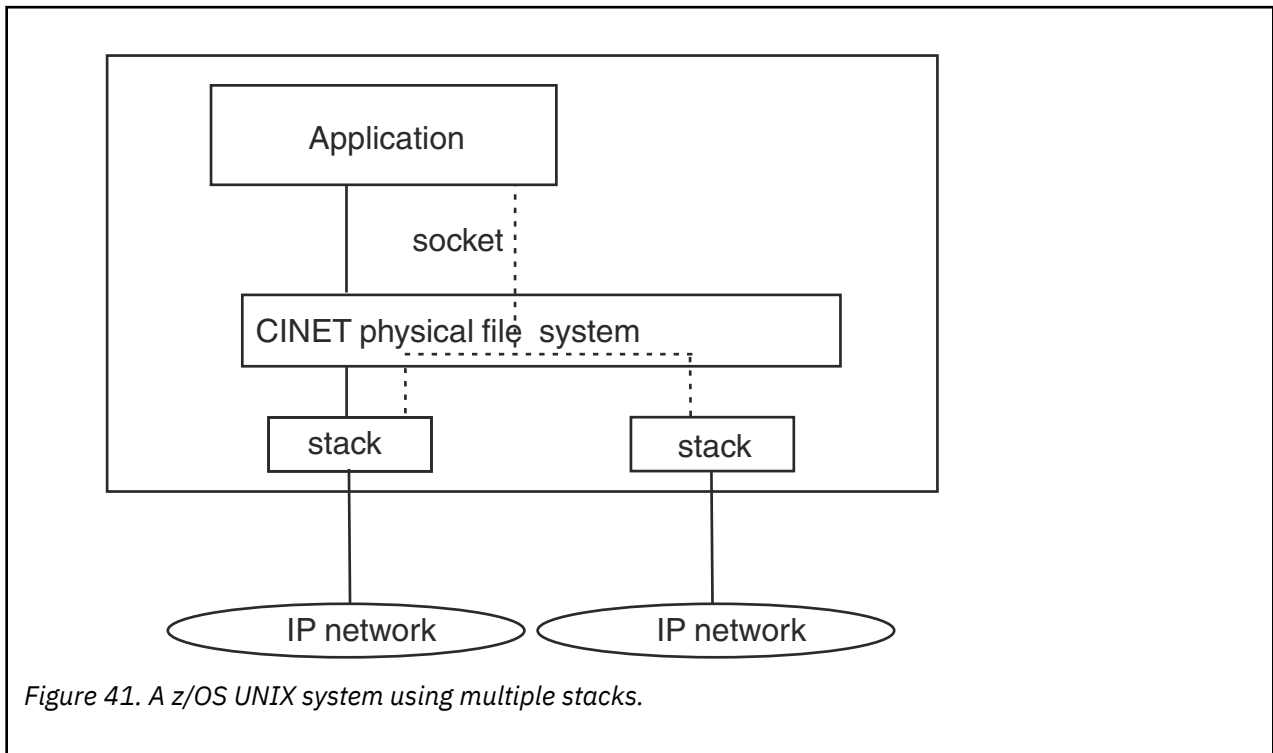 Application
socket
CINET physical file system
stack
stack
IP network
IP network
Figure 41. A z/OS UNIX system using multiple stacks.